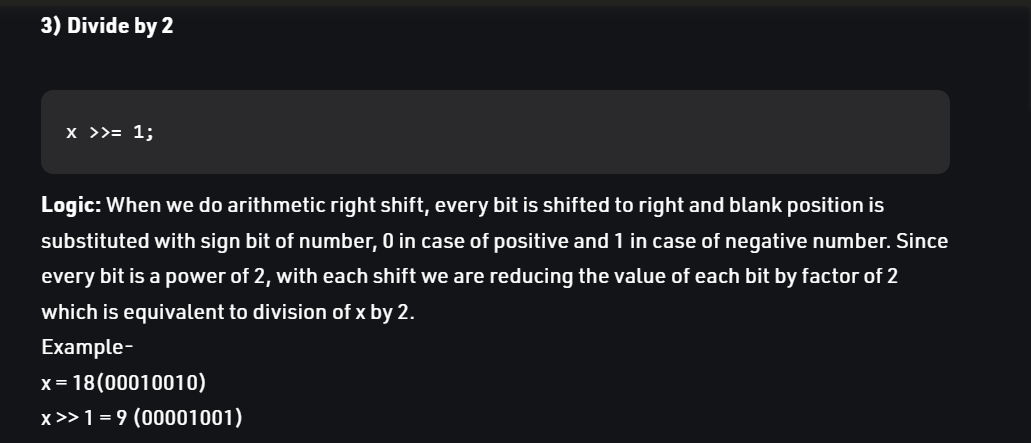 3) Divide by 2
x >>= 1;
Logic: When we do arithmetic right shift, every bit is shifted to right and blank position is
substituted with sign bit of number, 0 in case of positive and 1 in case of negative number. Since
every bit is a power of 2, with each shift we are reducing the value of each bit by factor of 2
which is equivalent to division of x by 2.
Example-
x = 18(00010010)
x >> 1 = 9 (00001001)